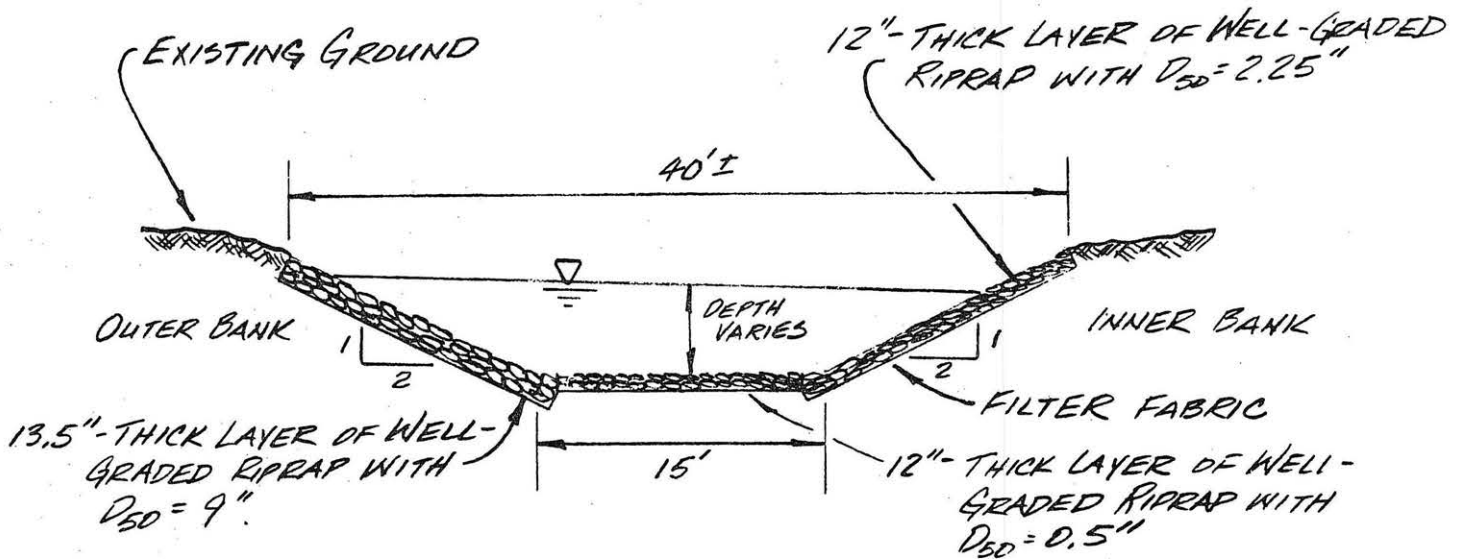 EXISTING GROUND
12"-THICK LAYER OF WELL-GRADED
RIPRAP WITH D50 = 2.25"
40'±
OUTER BANK
DEPTH
VARIES
INNER BANK
1
2
1
2
FILTER FABRIC
13.5"-THICK LAYER OF WELL-
GRADED RIPRAP WITH
D50 = 9".
15'
12"-THICK LAYER OF WELL-
GRADED RIPRAP WITH
D50 = 0.5"